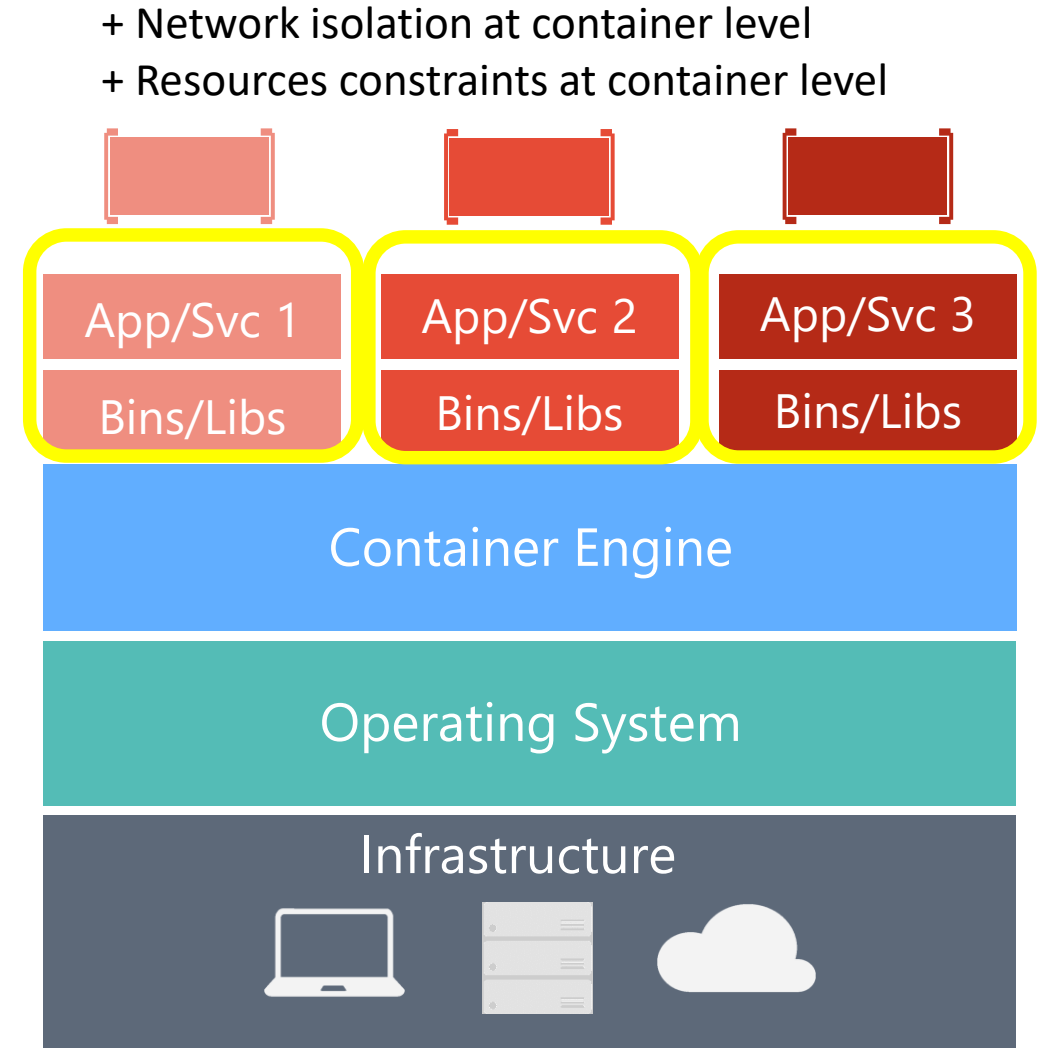 + Network isolation at container level
+ Resources constraints at container level
App/Svc 1
App/Svc 2
App/Svc 3
Bins/Libs
Bins/Libs
Bins/Libs
Container Engine
Operating System
Infrastructure